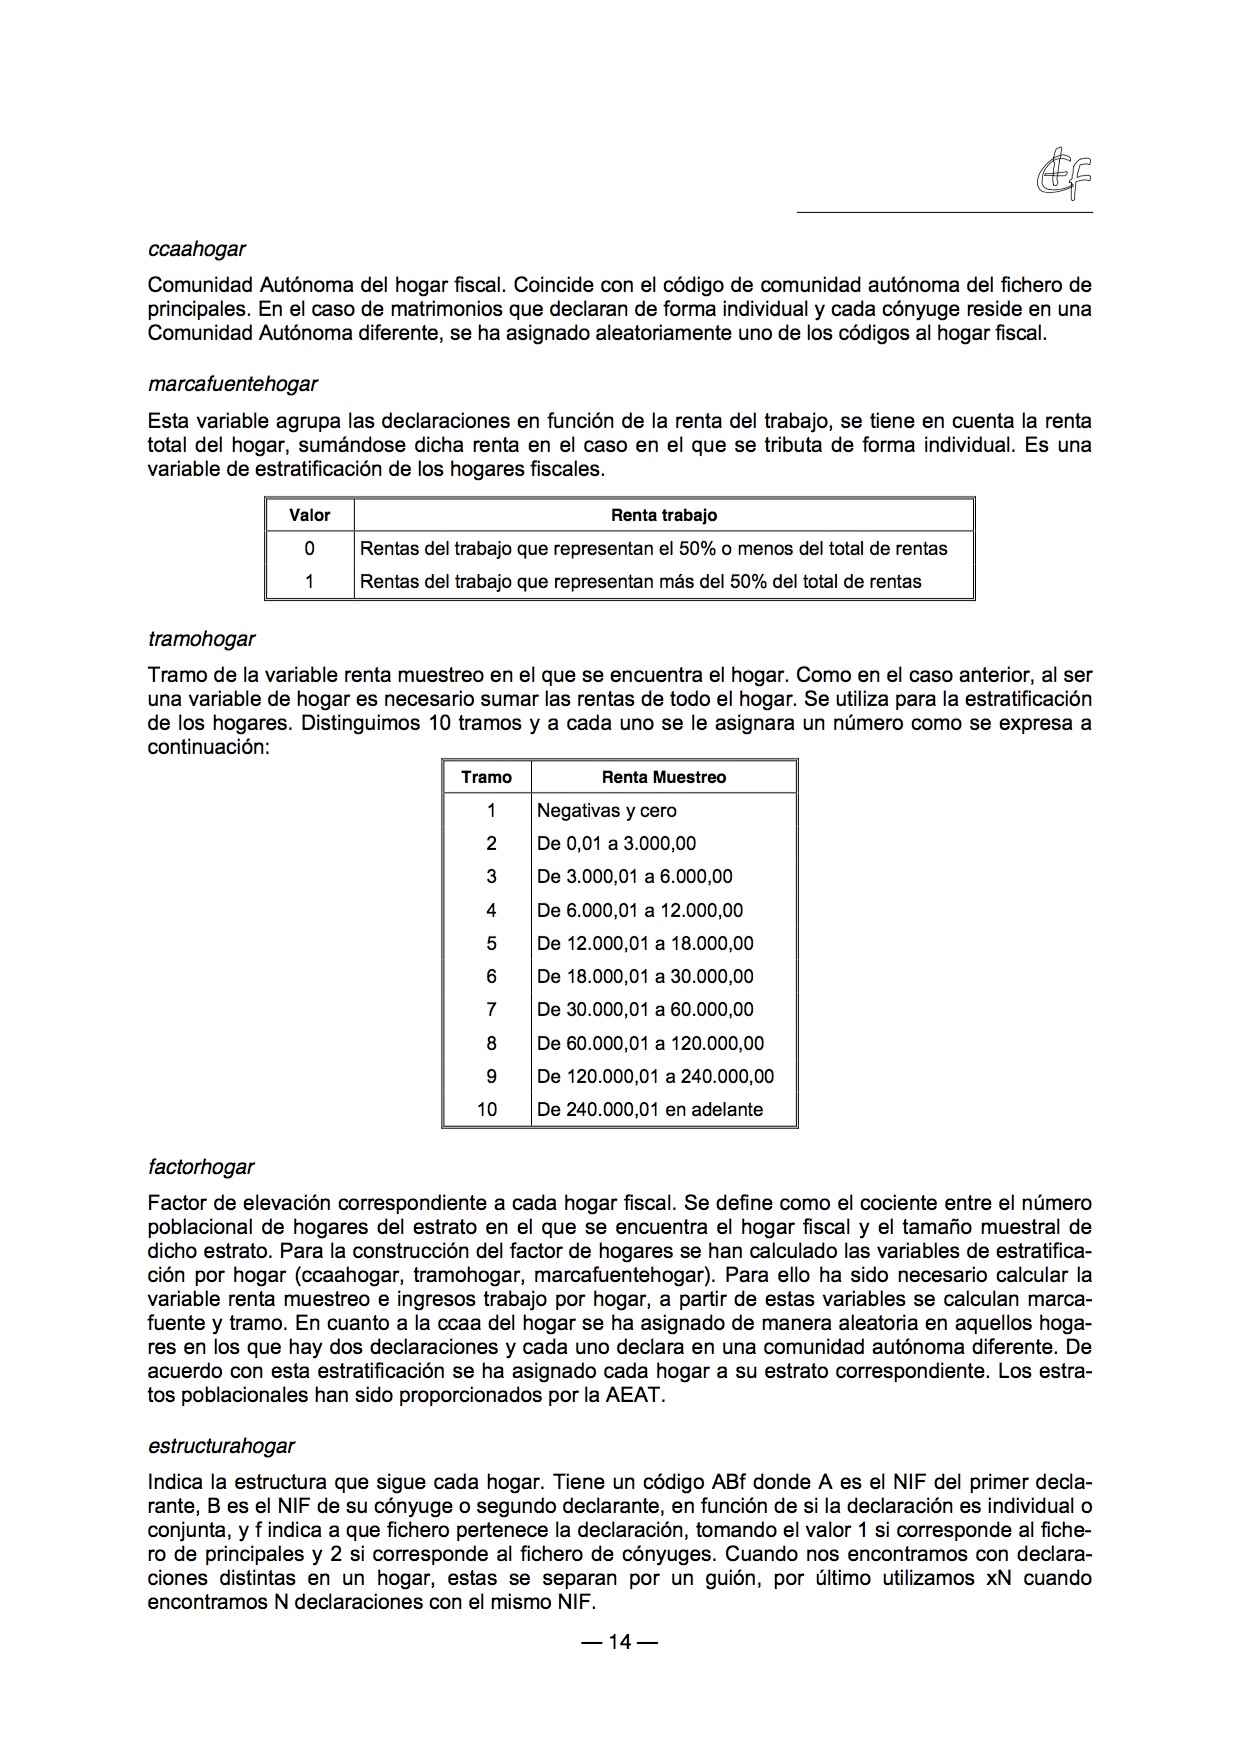 ccaahogar
Comunidad Autónoma del hogar fiscal. Coincide con el código de comunidad autónoma del fichero de
principales. En el caso de matrimonios que declaran de forma individual y cada cónyuge reside en una
Comunidad Autónoma diferente, se ha asignado aleatoriamente uno de los códigos al hogar fiscal.
marcafuentehogar
Esta variable agrupa las declaraciones en función de la renta del trabajo, se tiene en cuenta la renta
total del hogar, sumándose dicha renta en el caso en el que se tributa de forma individual. Es una
variable de estratificación de los hogares fiscales.
Valor Renta trabajo
0 Rentas del trabajo que representan el 50% o menos del total de rentas
1 Rentas del trabajo que representan más del 50% del total de rentas
tramohogar
Tramo de la variable renta muestreo en el que se encuentra el hogar. Como en el caso anterior, al ser
una variable de hogar es necesario sumar las rentas de todo el hogar. Se utiliza para la estratificación
de los hogares. Distinguimos 10 tramos y a cada uno se le asignara un número como se expresa a
continuación:
Tramo Renta Muestreo
1 Negativas y cero
2 De 0,01 a 3.000,00
3 De 3.000,01 a 6.000,00
4 De 6.000,01 a 12.000,00
5 De 12.000,01 a 18.000,00
6 De 18.000,01 a 30.000,00
7 De 30.000,01 a 60.000,00
8 De 60.000,01 a 120.000,00
9 De 120.000,01 a 240.000,00
10 De 240.000,01 en adelante
factorhogar
Factor de elevación correspondiente a cada hogar fiscal. Se define como el cociente entre el número
poblacional de hogares del estrato en el que se encuentra el hogar fiscal y el tamaño muestral de
dicho estrato. Para la construcción del factor de hogares se han calculado las variables de estratifica-
ción por hogar (ccaahogar, tramohogar, marcafuentehogar). Para ello ha sido necesario calcular la
variable renta muestreo e ingresos trabajo por hogar, a partir de estas variables se calculan marca-
fuente y tramo. En cuanto a la ccaa del hogar se ha asignado de manera aleatoria en aquellos hoga-
res en los que hay dos declaraciones y cada uno declara en una comunidad autónoma diferente. De
acuerdo con esta estratificación se ha asignado cada hogar a su estrato correspondiente. Los estra-
tos poblacionales han sido proporcionados por la AEAT.
estructurahogar
Indica la estructura que sigue cada hogar. Tiene un código ABf donde A es el NIF del primer decla-
rante, B es el NIF de su cónyuge o segundo declarante, en función de si la declaración es individual o
conjunta, y f indica a que fichero pertenece la declaración, tomando el valor 1 si corresponde al fiche-
ro de principales y 2 si corresponde al fichero de cónyuges. Cuando nos encontramos con declara-
ciones distintas en un hogar, estas se separan por un guión, por último utilizamos xN cuando
encontramos N declaraciones con el mismo NIF.
— 14 —